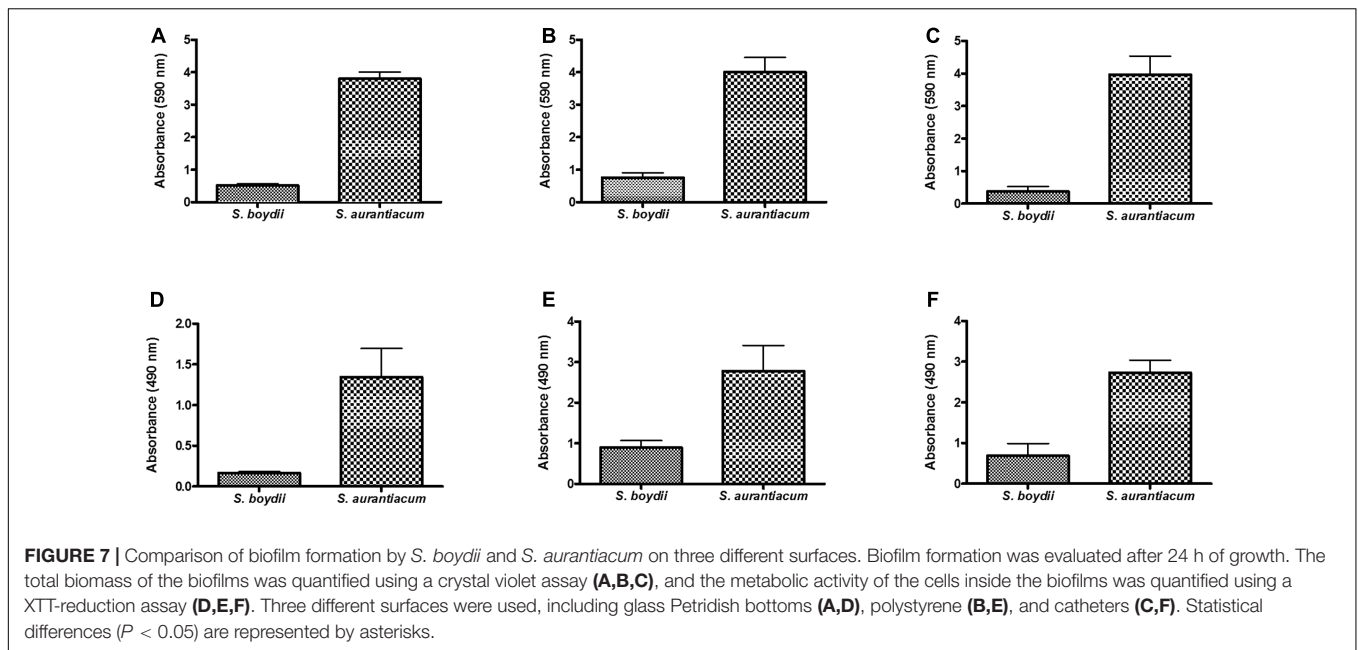 A
Absorbance (590 nm)
5
4
3
2
1
0
S. boydii
S. aurantiacum
B
Absorbance (590 nm)
5
4
3
2
1
0
S. boydii
S. aurantiacum
C
Absorbance (590 nm)
5
4
3
2
1
0
S. boydii
S. aurantiacum
D
Absorbance (490 nm)
2.0
1.5
1.0
0.5
0.0
S. boydii
S. aurantiacum
E
Absorbance (490 nm)
4
3
2
1
0
S. boydii
S. aurantiacum
F
Absorbance (490 nm)
4
3
2
1
0
S. boydii
S. aurantiacum
FIGURE 7 | Comparison of biofilm formation by S. boydii and S. aurantiacum on three different surfaces. Biofilm formation was evaluated after 24 h of growth. The
total biomass of the biofilms was quantified using a crystal violet assay (A,B,C), and the metabolic activity of the cells inside the biofilms was quantified using a
XTT-reduction assay (D,E,F). Three different surfaces were used, including glass Petridish bottoms (A,D), polystyrene (B,E), and catheters (C,F). Statistical
differences (P < 0.05) are represented by asterisks.